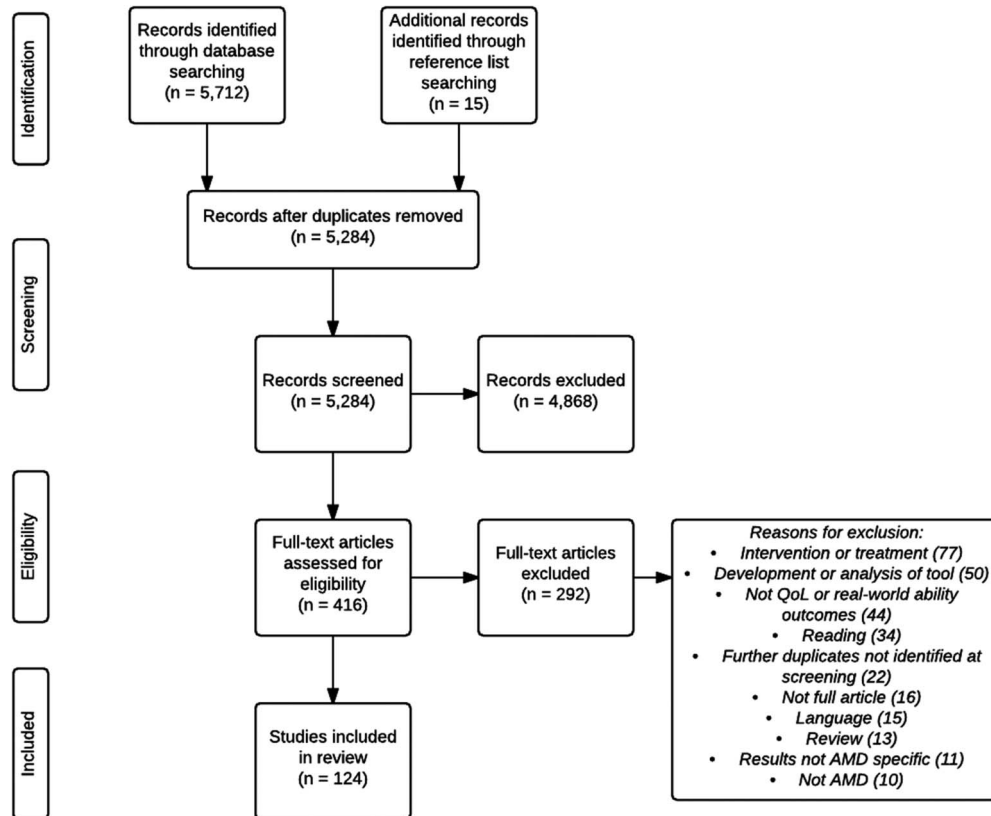 Identification
Records identified
through database
searching
(n = 5,712)
Additional records
identified through
reference list
searching
(n = 15)
Records after duplicates removed
(n = 5,284)
Screening
Records screened
(n = 5,284)
Records excluded
(n = 4,868)
Eligibility
Full-text articles
assessed for
eligibility
(n = 416)
Full-text articles
excluded
(n = 292)
Reasons for exclusion:
• Intervention or treatment (77)
• Development or analysis of tool (50)
• Not QoL or real-world ability
outcomes (44)
• Reading (34)
• Further duplicates not identified at
screening (22)
• Not full article (16)
• Language (15)
• Review (13)
• Results not AMD specific (11)
• Not AMD (10)
Included
Studies included
in review
(n = 124)